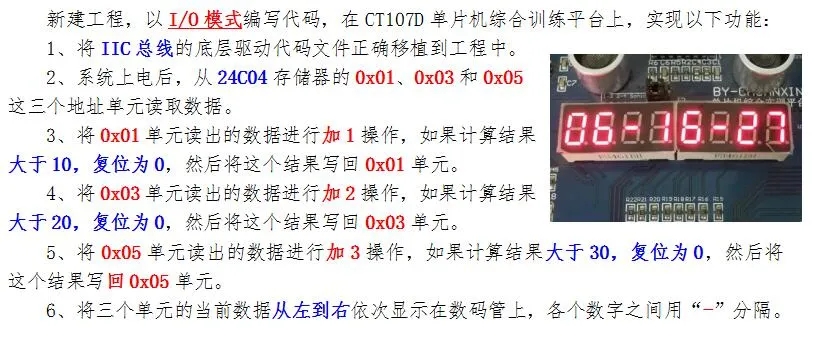 新建工程，以 I/O 模式编写代码，在 CT107D 单片机综合训练平台上，实现以下功能：
1、将 IIC 总线的底层驱动代码文件正确移植到工程中。
2、系统上电后，从 24C04 存储器的 0x01、0x03 和 0x05
这三个地址单元读取数据。
3、将 0x01 单元读出的数据进行加 1 操作，如果计算结果
大于 10，复位为 0，然后将这个结果写回 0x01 单元。
4、将 0x03 单元读出的数据进行加 2 操作，如果计算结果
大于 20，复位为 0，然后将这个结果写回 0x03 单元。
5、将 0x05 单元读出的数据进行加 3 操作，如果计算结果大于 30，复位为 0，然后将
这个结果写回 0x05 单元。
6、将三个单元的当前数据从左到右依次显示在数码管上，各个数字之间用“-”分隔。
C7
06-16-27